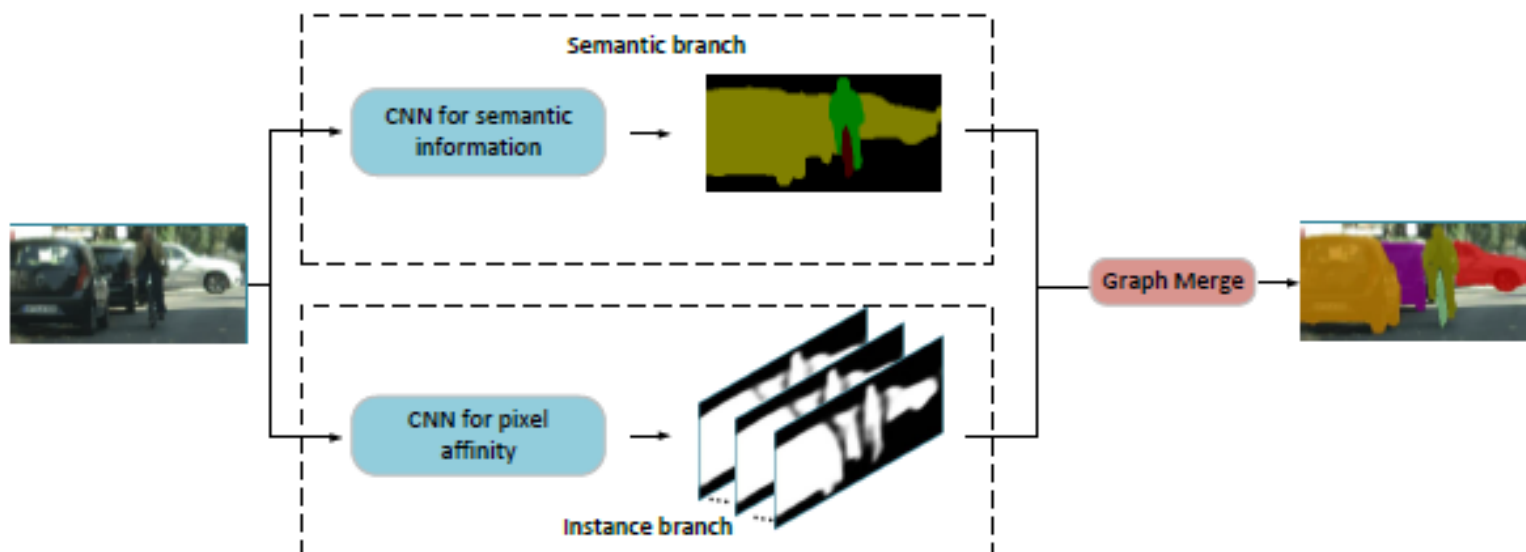 Semantic branch
CNN for semantic
information
Graph Merge
CNN for pixel
affinity
...
...
Instance branch